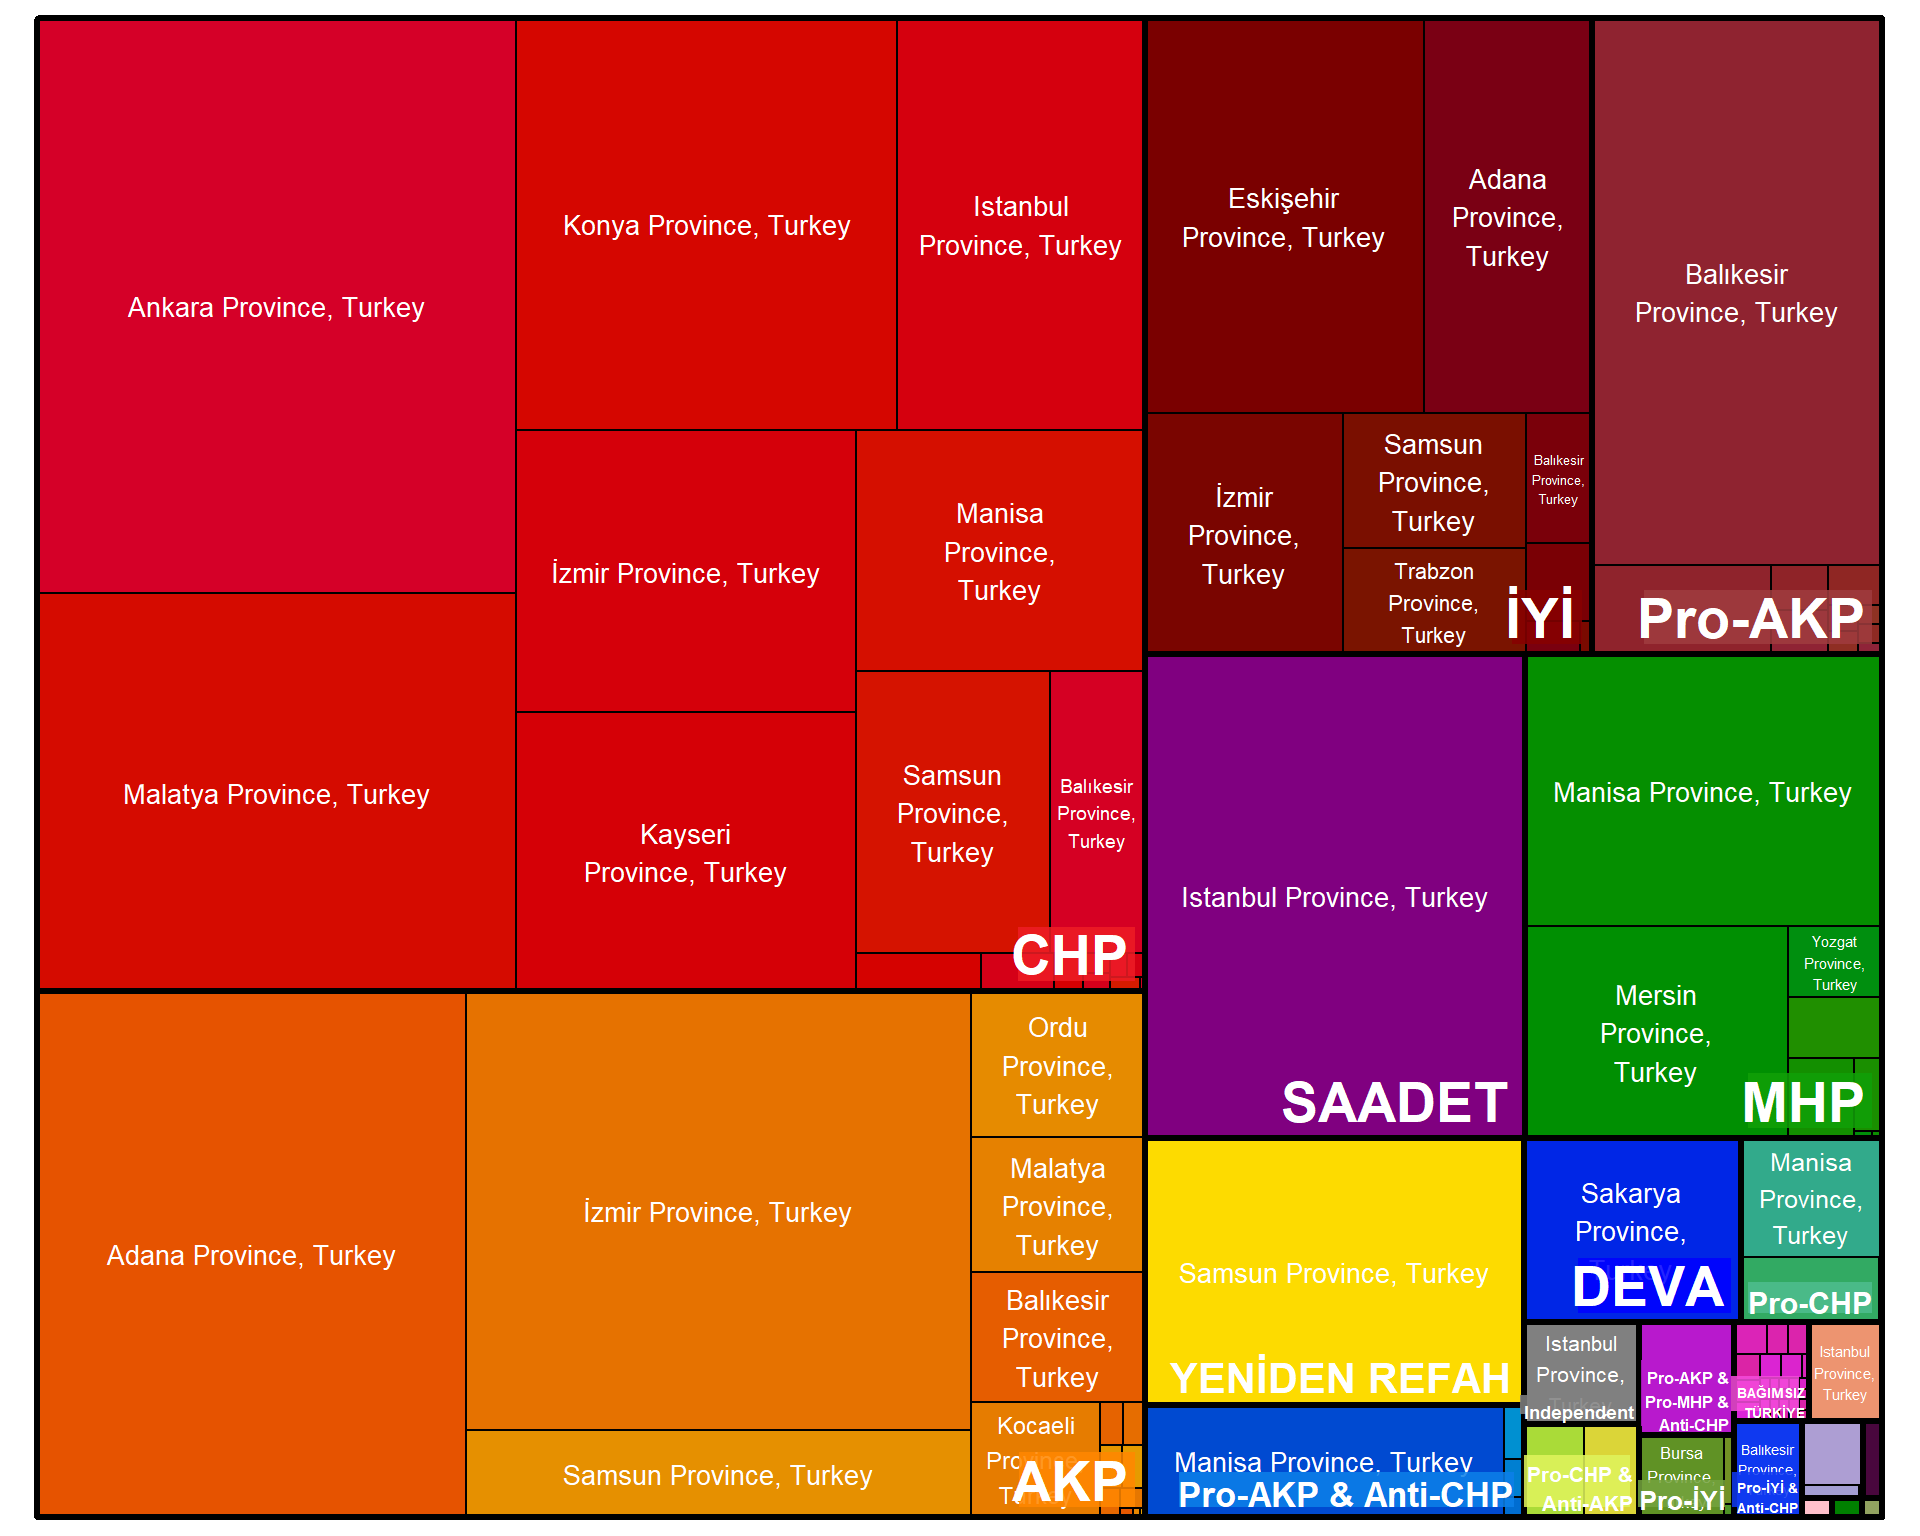 Ankara Province, Turkey
Konya Province, Turkey
Istanbul
Province, Turkey
İzmir Province, Turkey
Manisa
Province,
Turkey
Malatya Province, Turkey
Kayseri
Province, Turkey
Samsun
Province,
Turkey
Balıkesir
Province,
Turkey
CHP
Eskişehir
Province, Turkey
Adana
Province,
Turkey
İzmir
Province,
Turkey
Samsun
Province,
Turkey
Balıkesir
Province,
Turkey
Trabzon
Province,
Turkey
İYİ
Balıkesir
Province, Turkey
Pro-AKP
Adana Province, Turkey
İzmir Province, Turkey
Samsun Province, Turkey
Ordu
Province,
Turkey
Malatya
Province,
Turkey
Balıkesir
Province,
Turkey
Kocaeli
Province,
Turkey
AKP
Istanbul Province, Turkey
SAADET
Manisa Province, Turkey
Mersin
Province,
Turkey
Yozgat
Province,
Turkey
MHP
Samsun Province, Turkey
YENİDEN REFAH
Sakarya
Province,
Turkey
DEVA
Manisa
Province,
Turkey
Pro-CHP
Manisa Province, Turkey
Pro-AKP & Anti-CHP
Istanbul
Province,
Turkey
Independent
Pro-AKP &
Pro-MHP &
Anti-CHP
BAĞIMSIZ
TÜRKİYE
Istanbul
Province,
Turkey
Pro-CHP &
Anti-AKP
Bursa
Province,
Pro-İYİ
Balıkesir
Province,
Pro-İYİ &
Anti-CHP